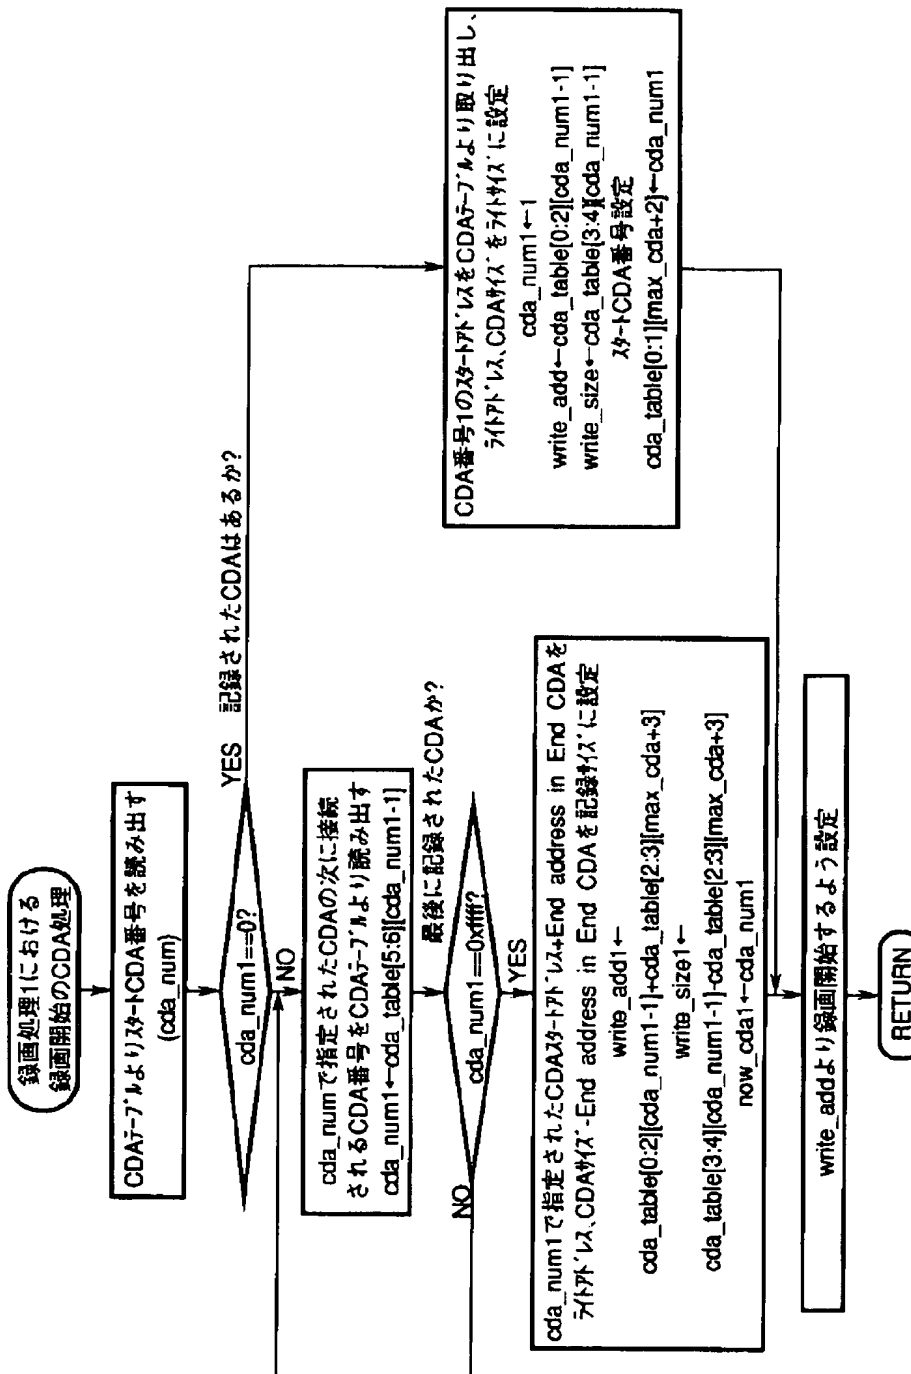 録画処理1における
録画開始のCDA処理
CDAテーブルよりスタートCDA番号を読み出す
(cda_num)
cda_num1==0?
YES
記録されたCDAはあるか?
NO
cda_numで指定されたCDAの次に接続
されるCDA番号をCDAテーブルより読み出す
cda_num1←cda_table[5:6][cda_num1-1]
最後に記録されたCDAか?
cda_num1==0xffff?
NO
YES
cda_num1で指定されたCDAスタートアドレス+End address in End CDAを
ライトアドレス、CDAサイズ-End address in End CDAを記録サイズに設定
write_add1←
cda_table[0:2][cda_num1-1]+cda_table[2:3][max_cda+3]
write_size1←
cda_table[3:4][cda_num1-1]-cda_table[2:3][max_cda+3]
now_cda1←cda_num1
CDA番号1のスタートアドレスをCDAテーブルより取り出し、
ライトアドレス、CDAサイズをライトサイズに設定
cda_num1←1
write_add←cda_table[0:2][cda_num1-1]
write_size←cda_table[3:4][cda_num1-1]
スタートCDA番号設定
cda_table[0:1][max_cda+2]←cda_num1
write_addより録画開始するよう設定
RETURN